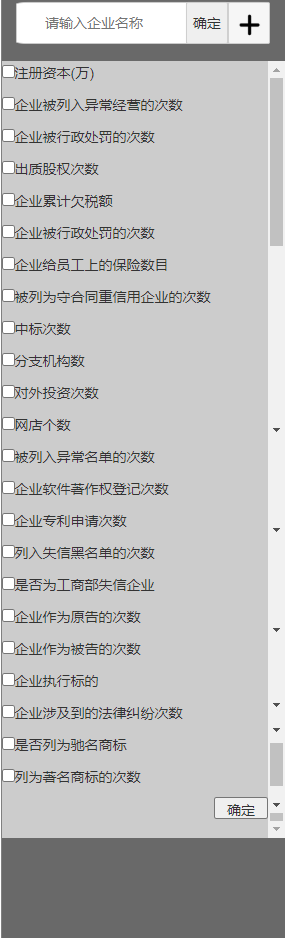 请输入企业名称 确定 +
注册资本(万)
企业被列入异常经营的次数
企业被行政处罚的次数
出质股权次数
企业累计欠税额
企业被行政处罚的次数
企业给员工上的保险数目
被列为守合同重信用企业的次数
中标次数
分支机构数
对外投资次数
网店个数
被列入异常名单的次数
企业软件著作权登记次数
企业专利申请次数
列入失信黑名单的次数
是否为工商部失信企业
企业作为原告的次数
企业作为被告的次数
企业执行标的
企业涉及到的法律纠纷次数
是否列为驰名商标
列为著名商标的次数
确定